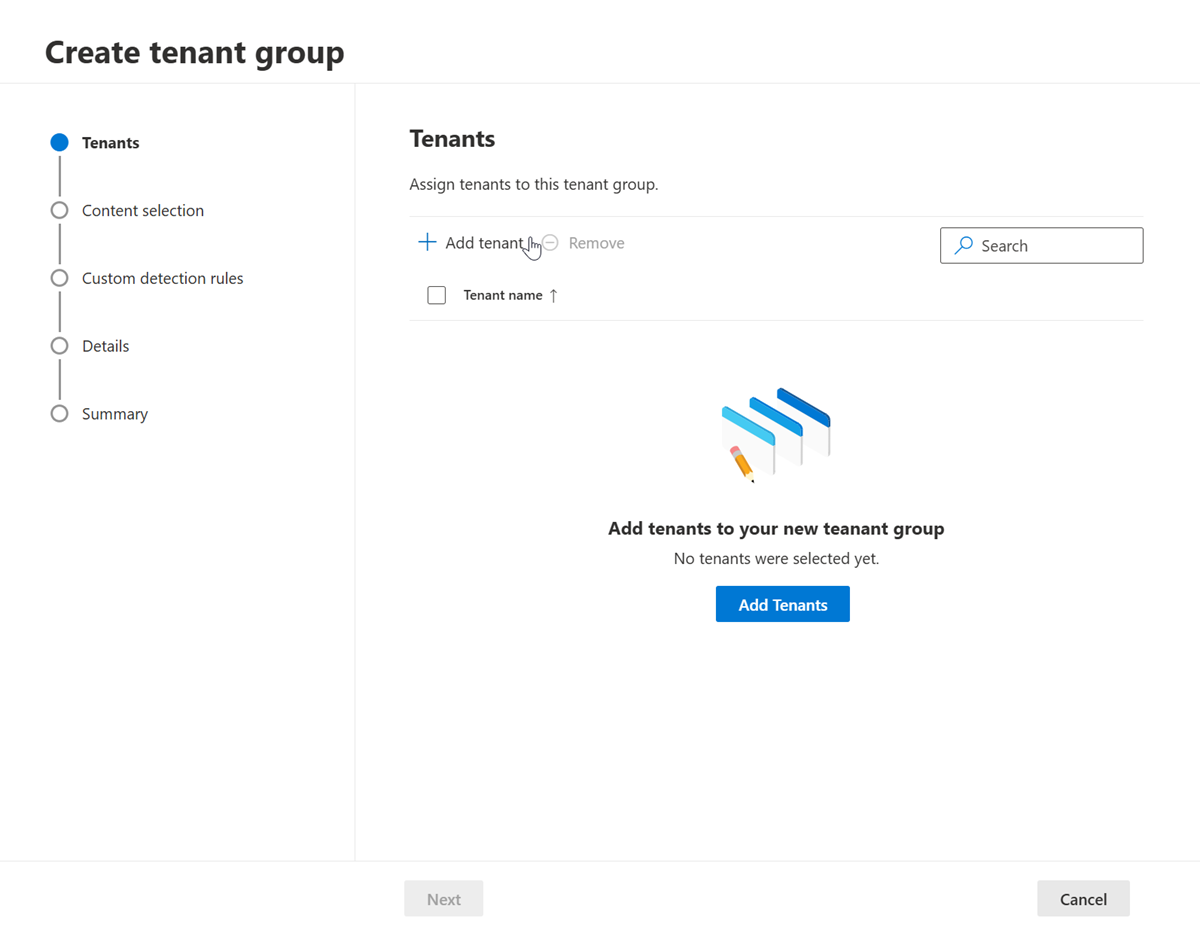 Create tenant group
Tenants
Content selection
Custom detection rules
Details
Summary
Tenants
Assign tenants to this tenant group.
Add tenant Remove Search
Tenant name ↑
Add tenants to your new teanant group
No tenants were selected yet.
Add Tenants
Next Cancel